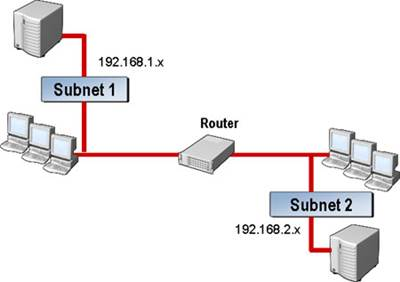 192.168.1.x
Subnet 1
Router
Subnet 2
192.168.2.x